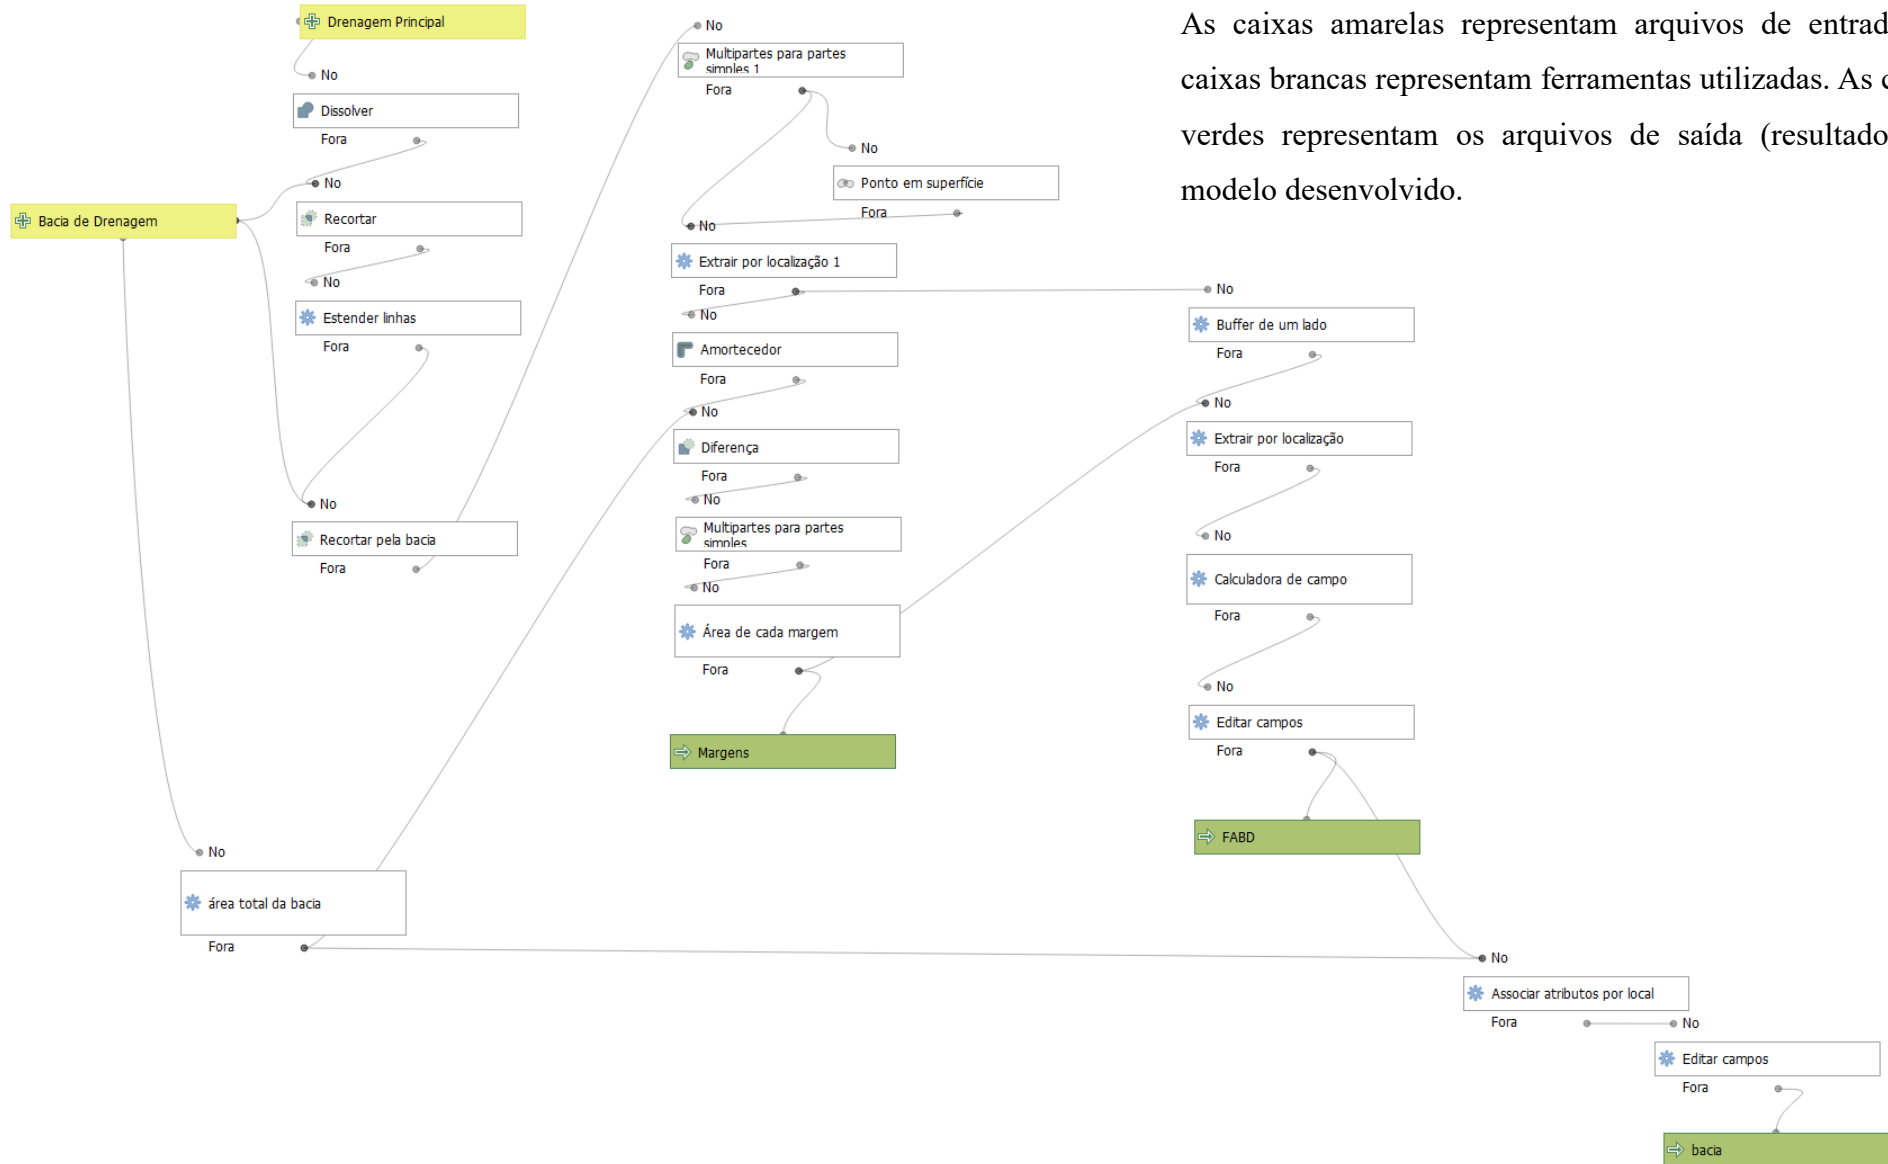 Drenagem Principal
No
Dissolver
Fora
No
Bacia de Drenagem
Recortar
Fora
No
Estender linhas
Fora
No
Recortar pela bacia
Fora
No
área total da bacia
Fora
No
Multipartes para partes
simples 1
Fora
No
Ponto em superfície
Fora
No
Extrair por localização 1
Fora
No
Amortecedor
Fora
No
Diferença
Fora
No
Multipartes para partes
simples
Fora
No
Área de cada margem
Fora
Margens
As caixas amarelas representam arquivos de entrad
caixas brancas representam ferramentas utilizadas. As c
verdes representam os arquivos de saída (resultado
modelo desenvolvido.
No
Buffer de um lado
Fora
No
Extrair por localização
Fora
No
Calculadora de campo
Fora
No
Editar campos
Fora
FABD
No
Associar atributos por local
Fora
No
Editar campos
Fora
bacia